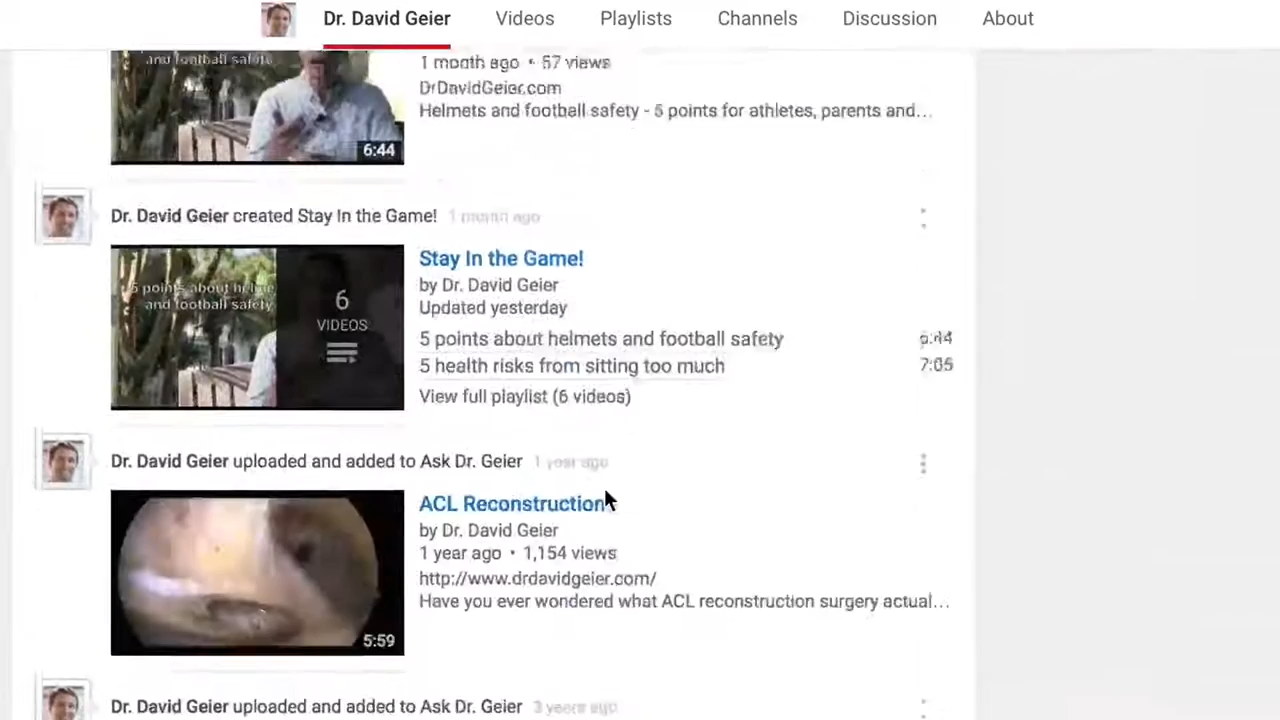 Dr. David Geier Videos Playlists Channels Discussion About
and football safety
6:44
1 month ago • 57 views
DrDavidGeier.com
Helmets and football safety - 5 points for athletes, parents and...
Dr. David Geier created Stay In the Game! 1 month ago
5 points about helme
and football safety
6
VIDEOS
Stay In the Game!
by Dr. David Geier
Updated yesterday
5 points about helmets and football safety 6:44
5 health risks from sitting too much 7:05
View full playlist (6 videos)
Dr. David Geier uploaded and added to Ask Dr. Geier 1 year ago
5:59
ACL Reconstruction
by Dr. David Geier
1 year ago • 1,154 views
http://www.drdavidgeier.com/
Have you ever wondered what ACL reconstruction surgery actual...
Dr. David Geier uploaded and added to Ask Dr. Geier 3 years ago